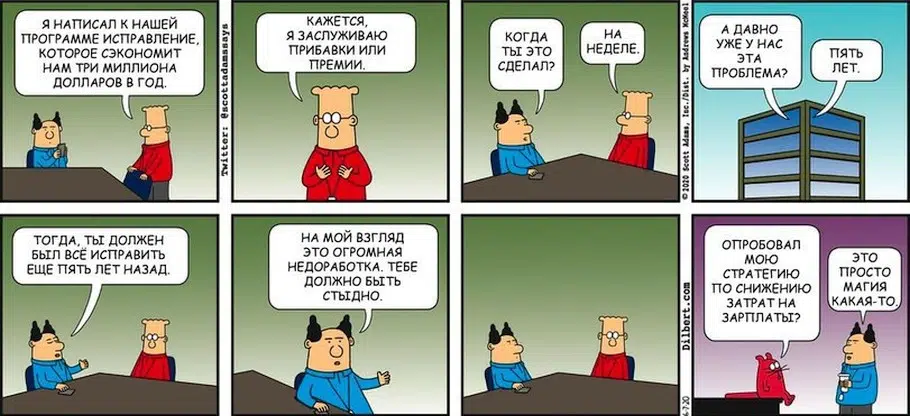 Я НАПИСАЛ К НАШЕЙ
ПРОГРАММЕ ИСПРАВЛЕНИЕ,
КОТОРОЕ СЭКОНОМИТ
НАМ ТРИ МИЛЛИОНА
ДОЛЛАРОВ В ГОД.
Twitter: @scottadamssays
КАЖЕТСЯ,
Я ЗАСЛУЖИВАЮ
ПРИБАВКИ ИЛИ
ПРЕМИИ.
КОГДА
ТЫ ЭТО
СДЕЛАЛ?
НА
НЕДЕЛЕ.
©2020 Scott Adams, Inc./Dist. by Andrews McMeel
А ДАВНО
УЖЕ У НАС
ЭТА
ПРОБЛЕМА?
ПЯТЬ
ЛЕТ.
ТОГДА, ТЫ ДОЛЖЕН
БЫЛ ВСЁ ИСПРАВИТЬ
ЕЩЕ ПЯТЬ ЛЕТ НАЗАД.
НА МОЙ ВЗГЛЯД
ЭТО ОГРОМНАЯ
НЕДОРАБОТКА. ТЕБЕ
ДОЛЖНО БЫТЬ
СТЫДНО.
Dilbert.com
ОПРОБОВАЛ
МОЮ
СТРАТЕГИЮ
ПО СНИЖЕНИЮ
ЗАТРАТ НА
ЗАРПЛАТЫ?
ЭТО
ПРОСТО
МАГИЯ
КАКАЯ-ТО.